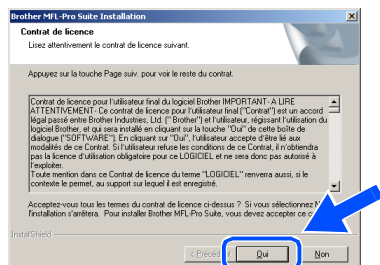 Brother MFL-Pro Suite Installation
Contrat de licence
Lisez attentivement le contrat de licence suivant.
Appuyez sur la touche Page suiv. pour voir le reste du contrat.
Contrat de licence pour l'utilisateur final du logiciel Brother IMPORTANT- A LIRE
ATTENTIVEMENT- Ce contrat de licence pour l'utilisateur final ("Contrat") est un accord
légal passé entre Brother Industries, Ltd. (" Brother") et l'utilisateur, régissant l'utilisation du
logiciel Brother, et qui sera installé en cliquant sur la touche "Oui" de cette boîte de
dialogue ("SOFTWARE"). En cliquant sur "Oui", l'utilisateur accepte d'être lié aux
modalités de ce Contrat. Si l'utilisateur refuse les conditions de ce Contrat, il n'obtiendra
pas la licence d'utilisation obligatoire pour ce LOGICIEL et ne sera donc pas autorisé à
l'exploiter.
Toute mention dans ce Contrat de licence du terme "LOGICIEL" renverra aussi, si le
contexte le permet, au support sur lequel il est enregistré.
Acceptez-vous tous les termes du contrat de licence ci-dessus ? Si vous sélectionnez
l'installation s'arrêtera. Pour installer Brother MFL-Pro Suite, vous devez accepter ce
InstallShield
< Précéd Oui Non